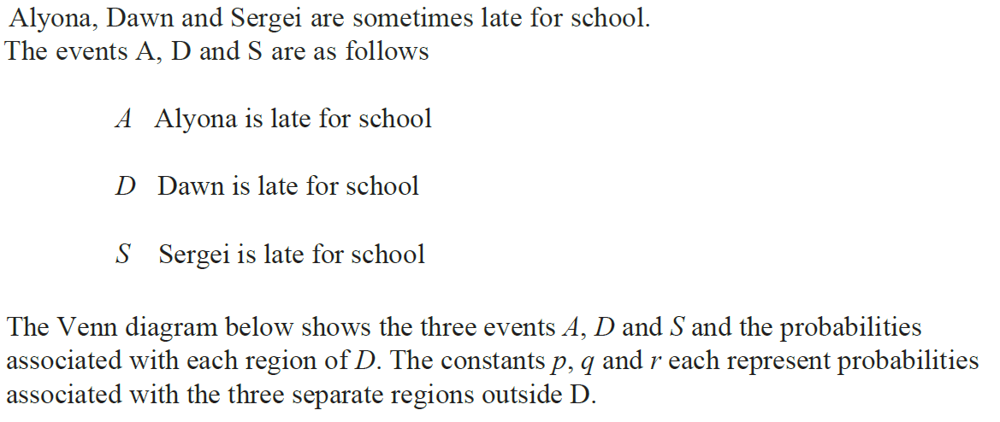 Alyona, Dawn and Sergei are sometimes late for school.
The events A, D and S are as follows
A Alyona is late for school
D Dawn is late for school
S Sergei is late for school
The Venn diagram below shows the three events A, D and S and the probabilities
associated with each region of D. The constants p, q and r each represent probabilities
associated with the three separate regions outside D.